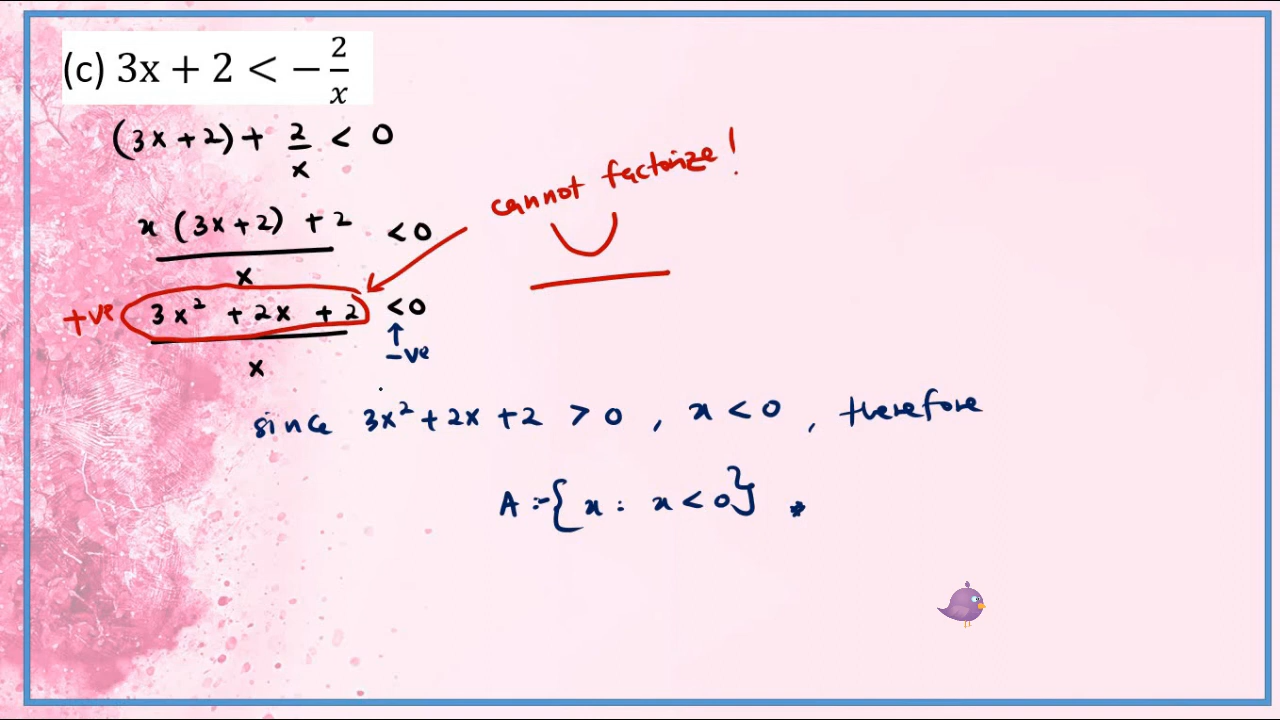 (c) 3x + 2 < − 2/x
(3x + 2) + 2/x < 0
x (3x + 2) + 2 / x < 0
cannot factorize!
+ve 3x² + 2x + 2 / x < 0
↑
−ve
since 3x² + 2x + 2 > 0 , x < 0 , therefore
A :- {x : x < 0}